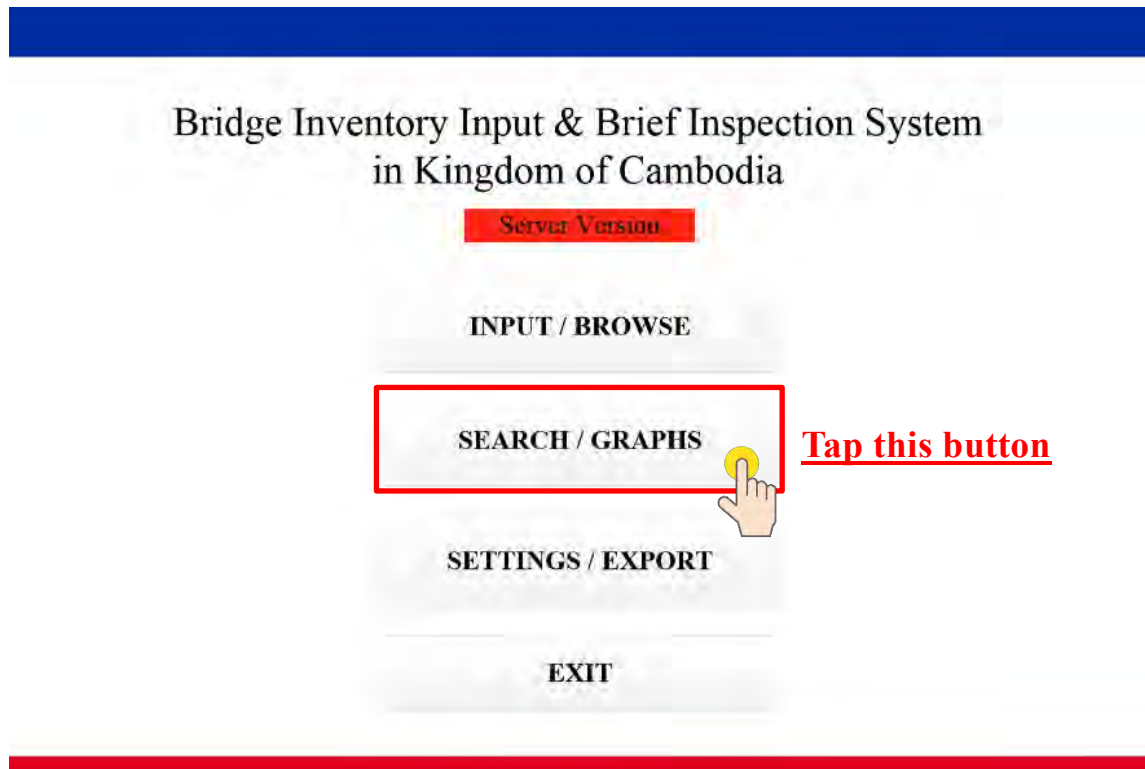 Bridge Inventory Input & Brief Inspection System
in Kingdom of Cambodia
Server Version
INPUT / BROWSE
SEARCH / GRAPHS
Tap this button
SETTINGS / EXPORT
EXIT